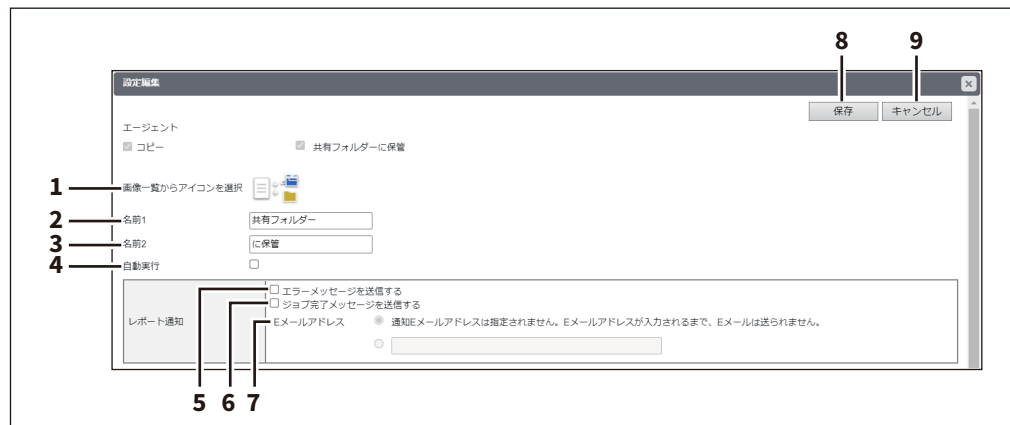 8 9
設定編集
保存 キャンセル
エージェント
コピー 共有フォルダーに保管
1 画像一覧からアイコンを選択
2 名前1 共有フォルダー
3 名前2 に保管
4 自動実行
エラーメッセージを送信する
ジョブ完了メッセージを送信する
レポート通知 Eメールアドレス 通知Eメールアドレスは指定されません。Eメールアドレスが入力されるまで、Eメールは送られません。
5 6 7